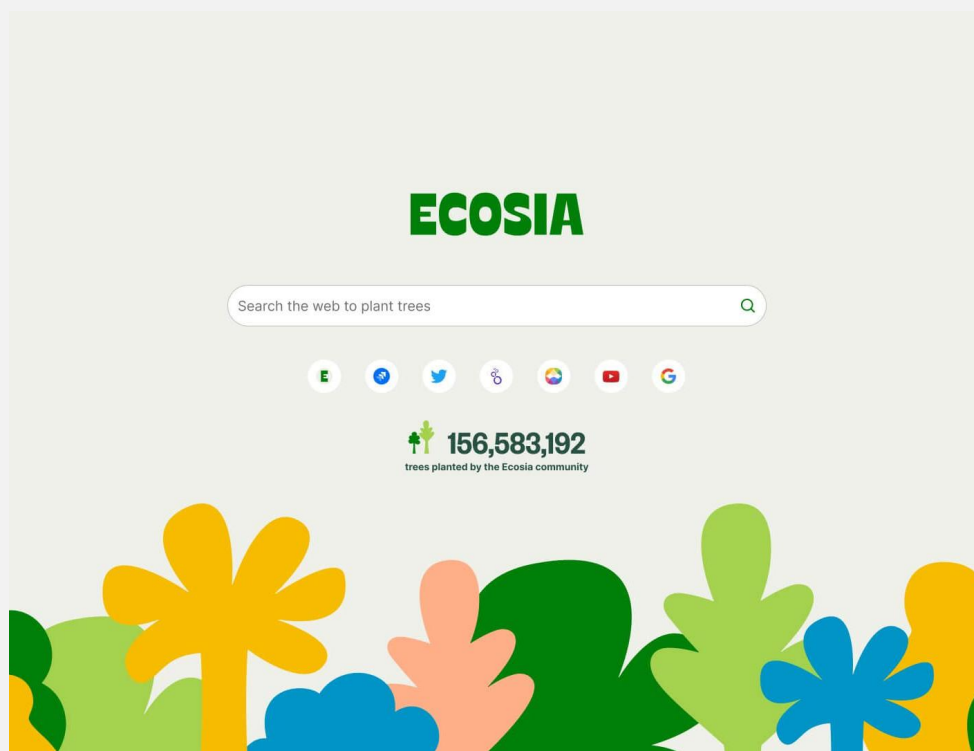 ECOSIA
Search the web to plant trees
E
G
156,583,192
trees planted by the Ecosia community